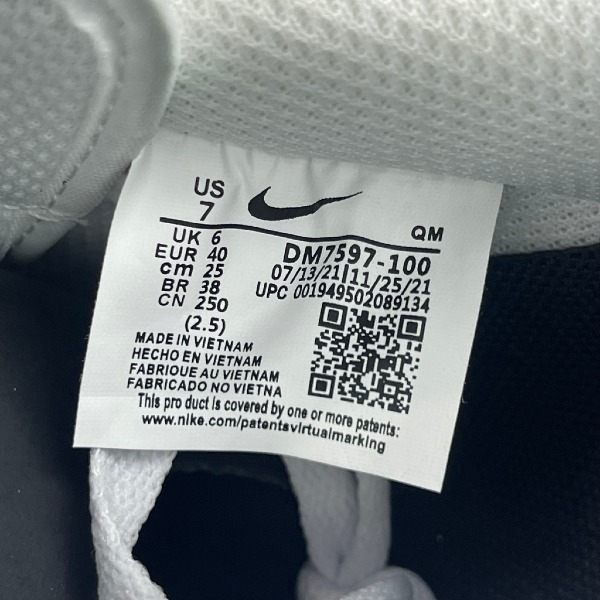 US
7
QM
UK 6
EUR 40
cm 25
BR 38
CN 250
(2.5)
DM7597-100
07/13/21|11/25/21
UPC 001949502089134
MADE IN VIETNAM
HECHO EN VIETNAM
FABRIQUE AU VIETNAM
FABRICADO NO VIETNA
This pro duct is covered by one or more patents:
www.nike.com/patentsvirtualmarking